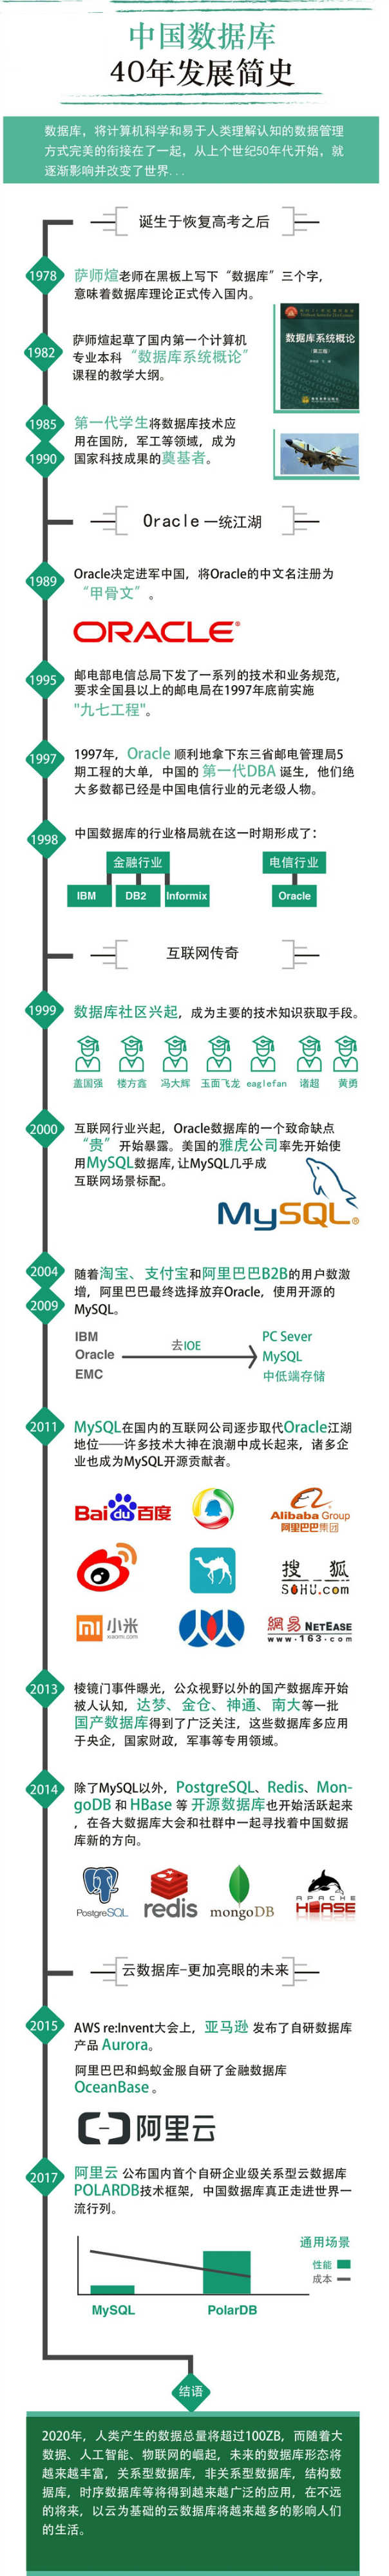 中国数据库
40年发展简史
数据库，将计算机科学和易于人类理解认知的数据管理
方式完美的衔接在了一起，从上个世纪50年代开始，就
逐渐影响并改变了世界...
诞生于恢复高考之后
1978
萨师煊老师在黑板上写下“数据库”三个字，
意味着数据库理论正式传入国内。
1982
萨师煊起草了国内第一个计算机
专业本科“数据库系统概论”
课程的教学大纲。
数据库系统概论
1985
1990
第一代学生将数据库技术应
用在国防，军工等领域，成为
国家科技成果的奠基者。
Oracle 一统江湖
1989
Oracle决定进军中国，将Oracle的中文名注册为
“甲骨文”。
ORACLE®
1995
邮电部电信总局下发了一系列的技术和业务规范，
要求全国县以上的邮电局在1997年底前实施
"九七工程"。
1997
1997年，Oracle 顺利地拿下东三省邮电管理局5
期工程的大单，中国的 第一代DBA 诞生，他们绝
大多数都已经是中国电信行业的元老级人物。
1998
中国数据库的行业格局就在这一时期形成了：
金融行业 电信行业
IBM DB2 Informix Oracle
互联网传奇
1999
数据库社区兴起，成为主要的技术知识获取手段。
盖国强 楼方鑫 冯大辉 玉面飞龙 eaglefan 诸超 黄勇
2000
互联网行业兴起，Oracle数据库的一个致命缺点
“贵”开始暴露。美国的雅虎公司率先开始使
用MySQL数据库，让MySQL几乎成
互联网场景标配。
MySQL®
2004
2009
随着淘宝、支付宝和阿里巴巴B2B的用户数激
增，阿里巴巴最终选择放弃Oracle，使用开源的
MySQL。
IBM
Oracle
EMC
去IOE
PC Sever
MySQL
中低端存储
2011
MySQL在国内的互联网公司逐步取代Oracle江湖
地位——许多技术大神在浪潮中成长起来，诸多企
业也成为MySQL开源贡献者。
Bai百度
Alibaba Group
阿里巴巴集团
搜狐
SOHU.com
小米
xiaomi.com
網易 NETEASE
www.163.com
2013
棱镜门事件曝光，公众视野以外的国产数据库开始
被人认知，达梦、金仓、神通、南大等一批
国产数据库得到了广泛关注，这些数据库多应用
于央企，国家财政，军事等专用领域。
2014
除了MySQL以外，PostgreSQL、Redis、Mon-
goDB 和 HBase 等 开源数据库也开始活跃起来
，在各大数据库大会和社群中一起寻找着中国数据
库新的方向。
PostgreSQL redis mongoDB APACHE HBASE
云数据库-更加亮眼的未来
2015
AWS re:Invent大会上，亚马逊 发布了自研数据库
产品 Aurora。
阿里巴巴和蚂蚁金服自研了金融数据库
OceanBase 。
阿里云
2017
阿里云 公布国内首个自研企业级关系型云数据库
POLARDB技术框架，中国数据库真正走进世界一
流行列。
通用场景
性能
成本
MySQL PolarDB
结语
2020年，人类产生的数据总量将超过100ZB，而随着大
数据、人工智能、物联网的崛起，未来的数据库形态将
越来越丰富，关系型数据库，非关系型数据库，结构数
据库，时序数据库等将得到越来越广泛的应用，在不远
的将来，以云为基础的云数据库将越来越多的影响人们
的生活。